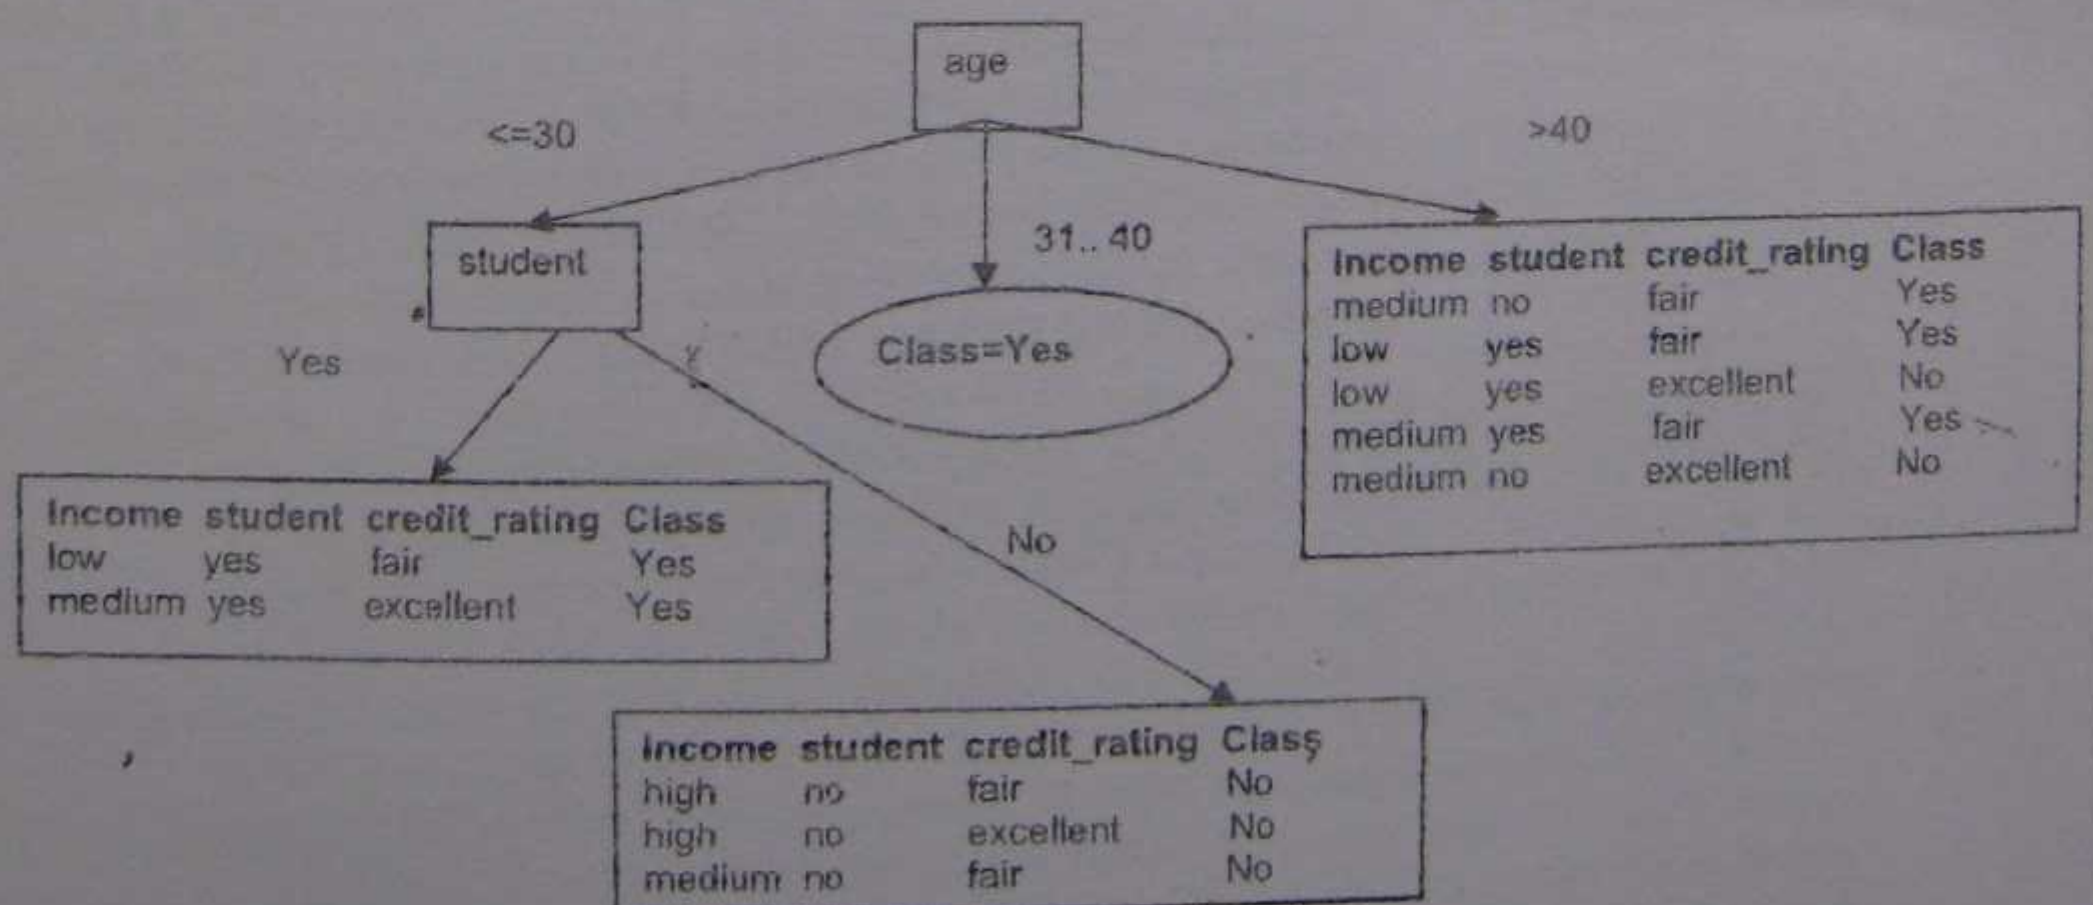 age
<=30
>40
student
31.. 40
Class=Yes
Yes
No
Income student credit_rating Class
medium no fair Yes
low yes fair Yes
low yes excellent No
medium yes fair Yes
medium no excellent No
Income student credit_rating Class
low yes fair Yes
medium yes excellent Yes
Income student credit_rating Class
high no fair No
high no excellent No
medium no fair No